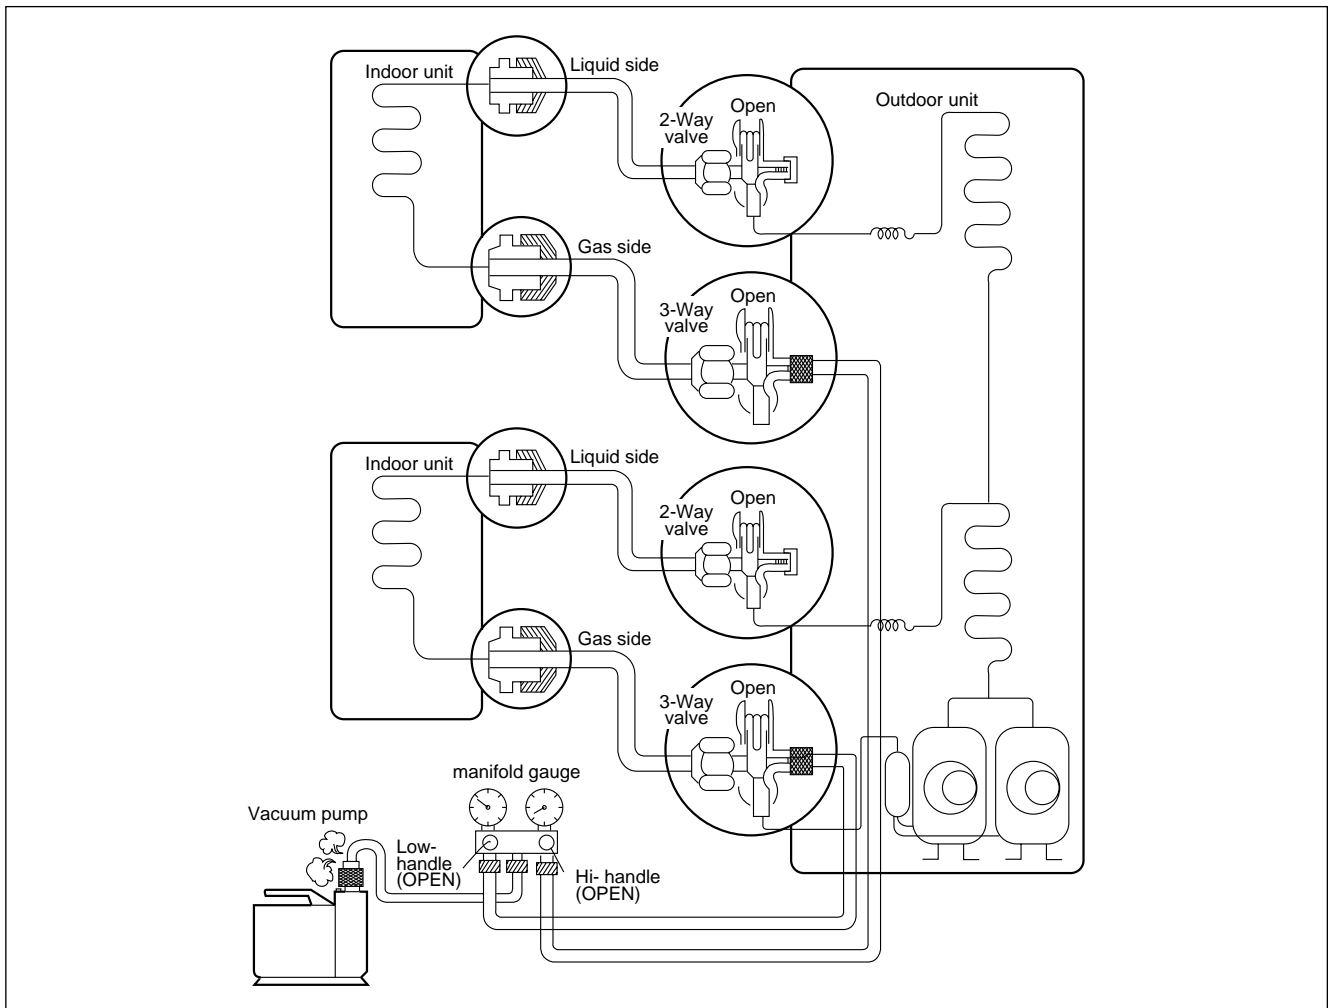 Indoor unit
Liquid side
2-Way
valve
Open
Outdoor unit
Gas side
3-Way
valve
Open
Indoor unit
Liquid side
2-Way
valve
Open
Gas side
3-Way
valve
Open
manifold gauge
Vacuum pump
Low-
handle
(OPEN)
Hi- handle
(OPEN)